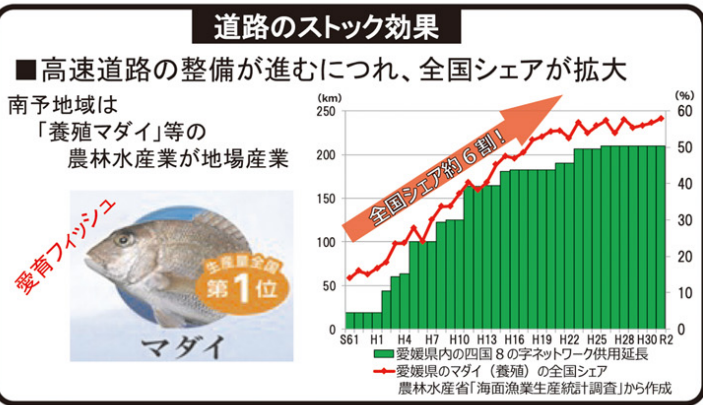 道路のストック効果
■高速道路の整備が進むにつれ、全国シェアが拡大
南予地域は
「養殖マダイ」等の
農林水産業が地場産業
愛育フィッシュ
生産量全国
第1位
マダイ
(km)
(%)
250
200
150
100
50
0
60
50
40
30
20
10
0
全国シェア約6割!
S61 H1 H4 H7 H10 H13 H16 H19 H22 H25 H28 H30 R2
愛媛県内の四国8の字ネットワーク供用延長
愛媛県のマダイ(養殖)の全国シェア
農林水産省「海面漁業生産統計調査」から作成